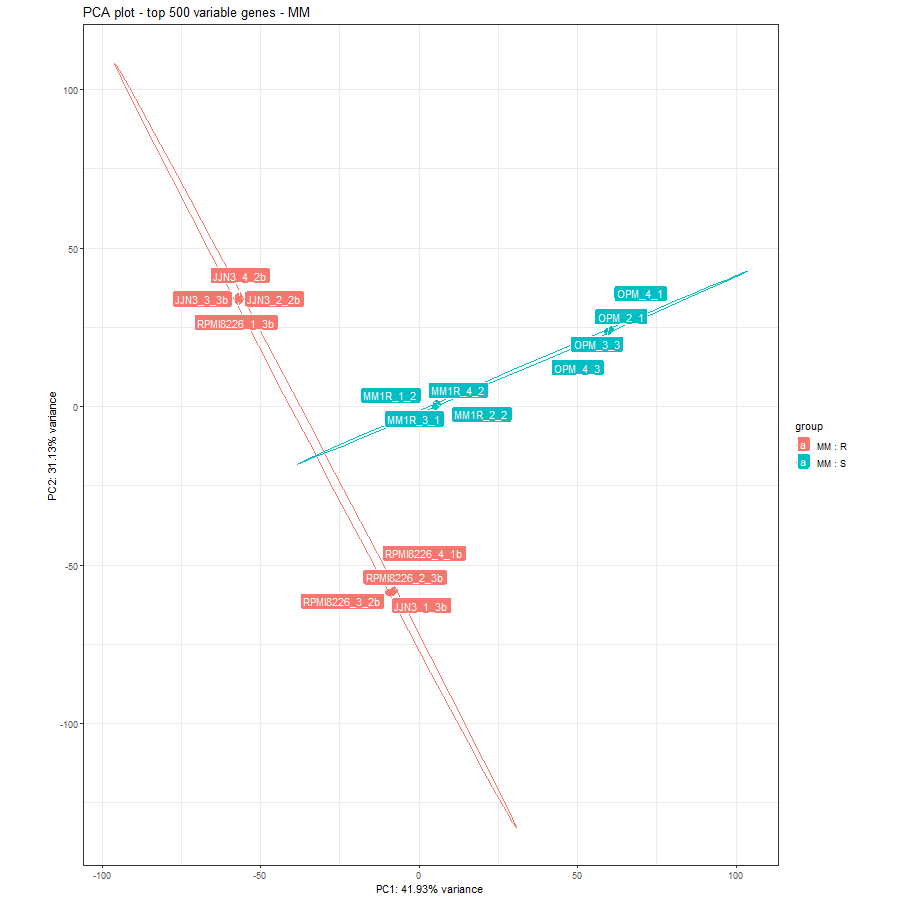 PCA plot - top 500 variable genes - MM
100
50
0
-50
-100
PC2: 31.13% variance
JJN3_4_2b
JJN3_3_3b
JJN3_2_2b
RPMI8226_1_3b
OPM_4_1
OPM_2_1
OPM_3_3
OPM_4_3
MM1R_1_2
MM1R_4_2
MM1R_3_1
MM1R_2_2
RPMI8226_4_1b
RPMI8226_2_3b
RPMI8226_3_2b
JJN3_1_3b
-100
-50
0
50
100
PC1: 41.93% variance
group
a MM : R
a MM : S